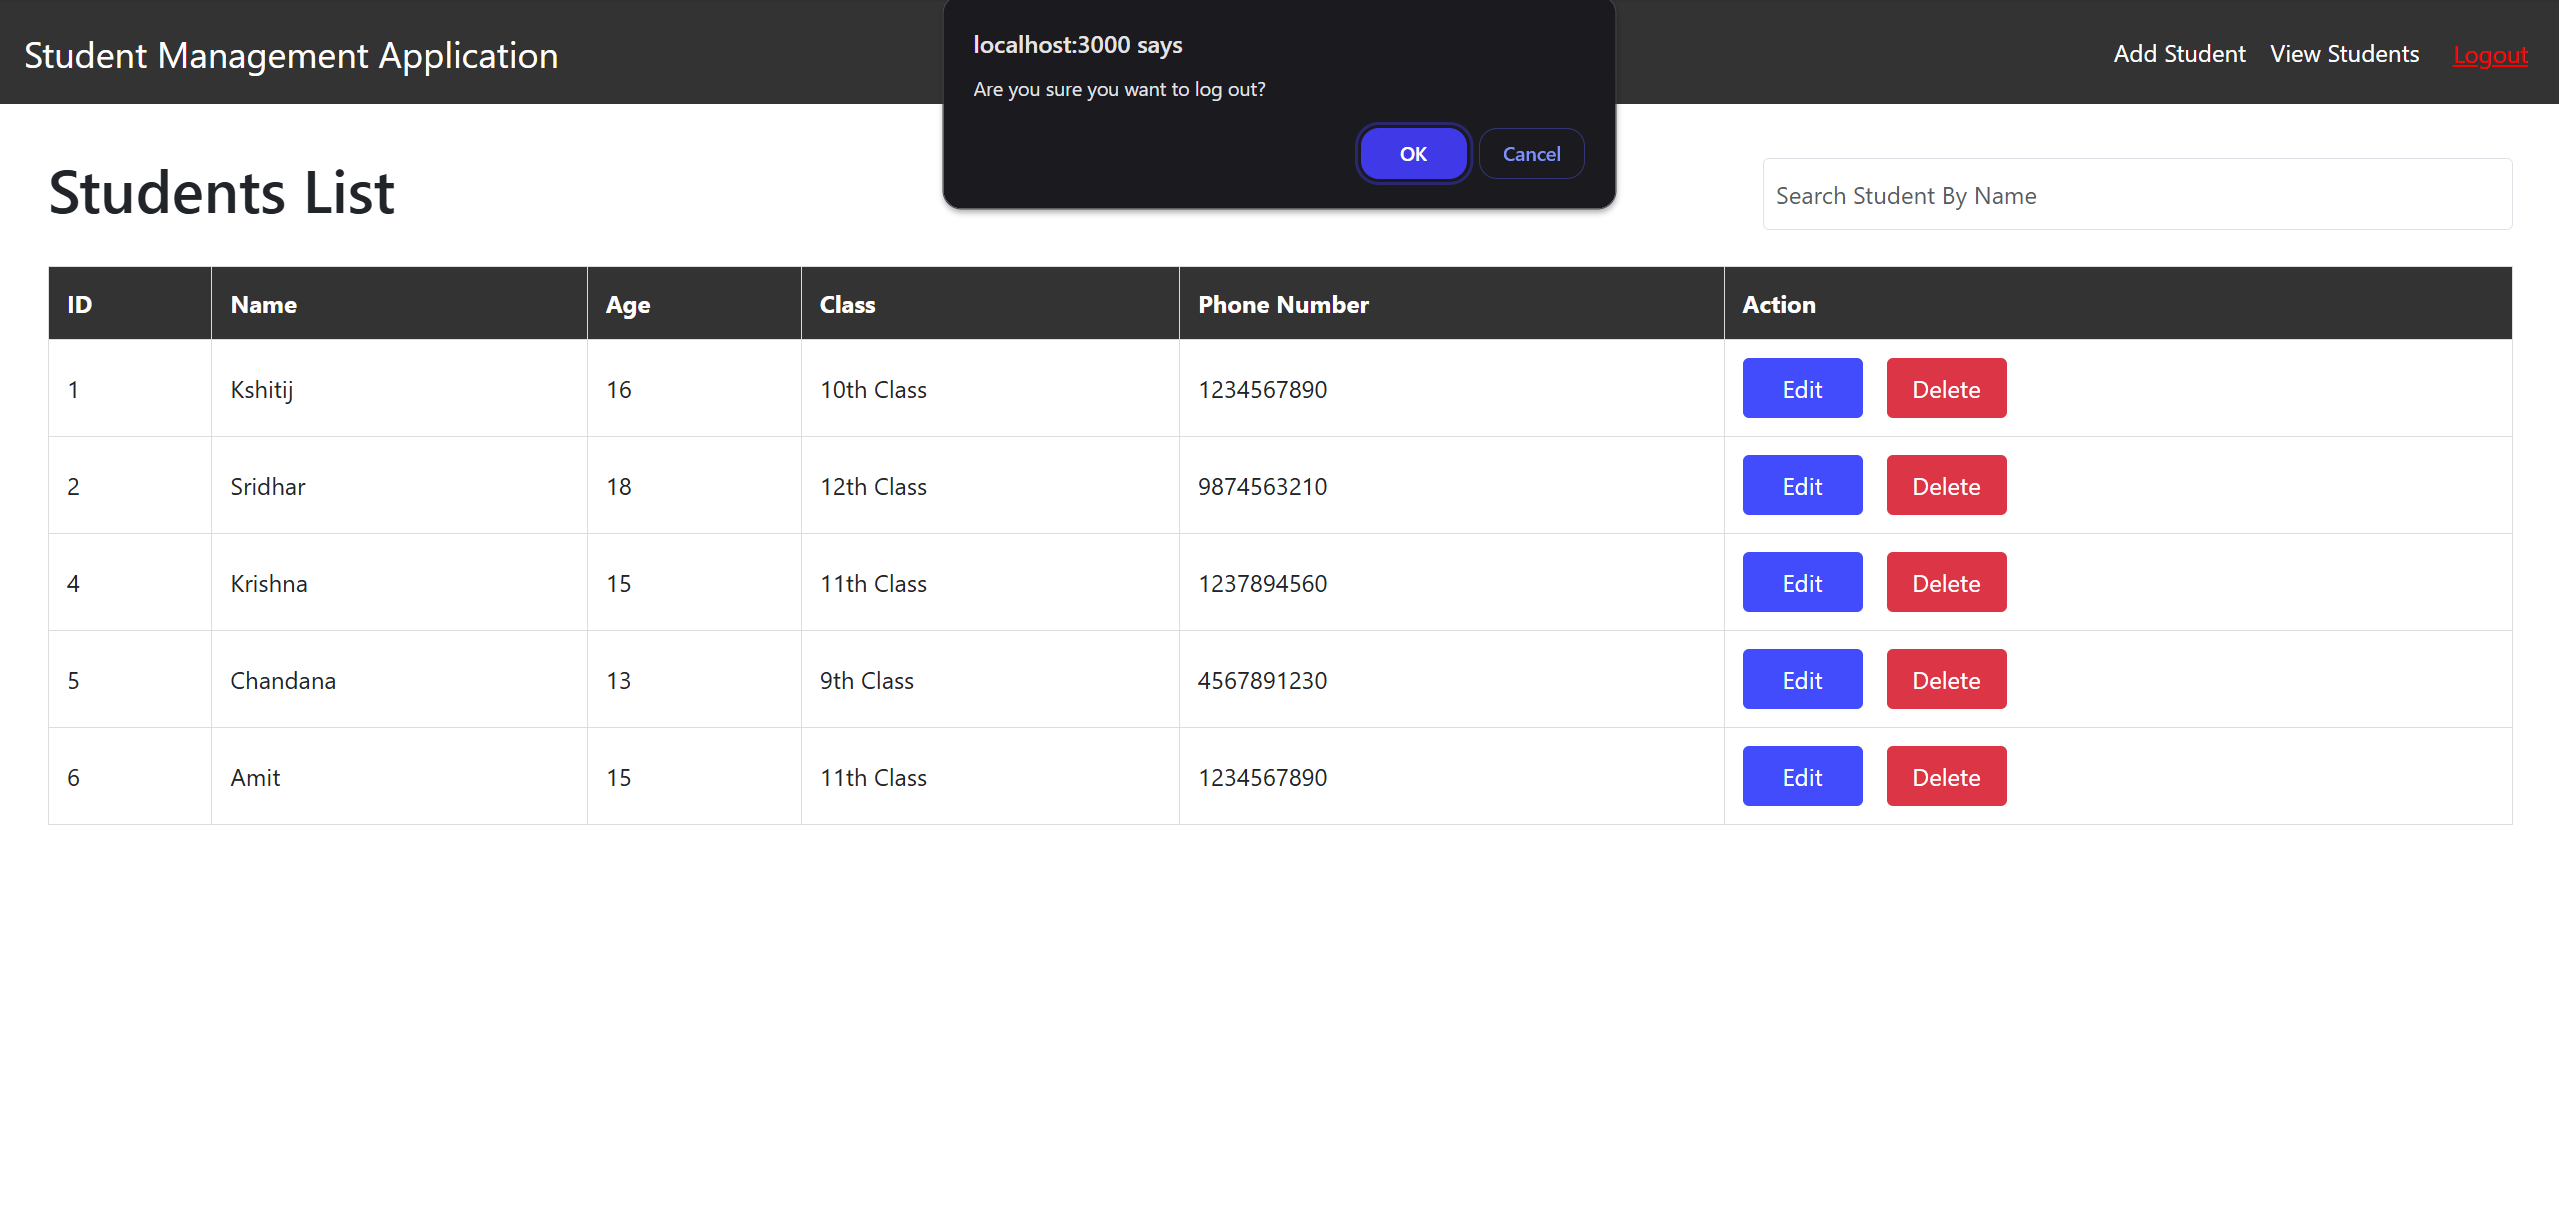 Student Management Application
localhost:3000 says
Are you sure you want to log out?
OK Cancel
Add Student View Students Logout
Students List
Search Student By Name
ID Name Age Class Phone Number Action
1 Kshitij 16 10th Class 1234567890 Edit Delete
2 Sridhar 18 12th Class 9874563210 Edit Delete
4 Krishna 15 11th Class 1237894560 Edit Delete
5 Chandana 13 9th Class 4567891230 Edit Delete
6 Amit 15 11th Class 1234567890 Edit Delete